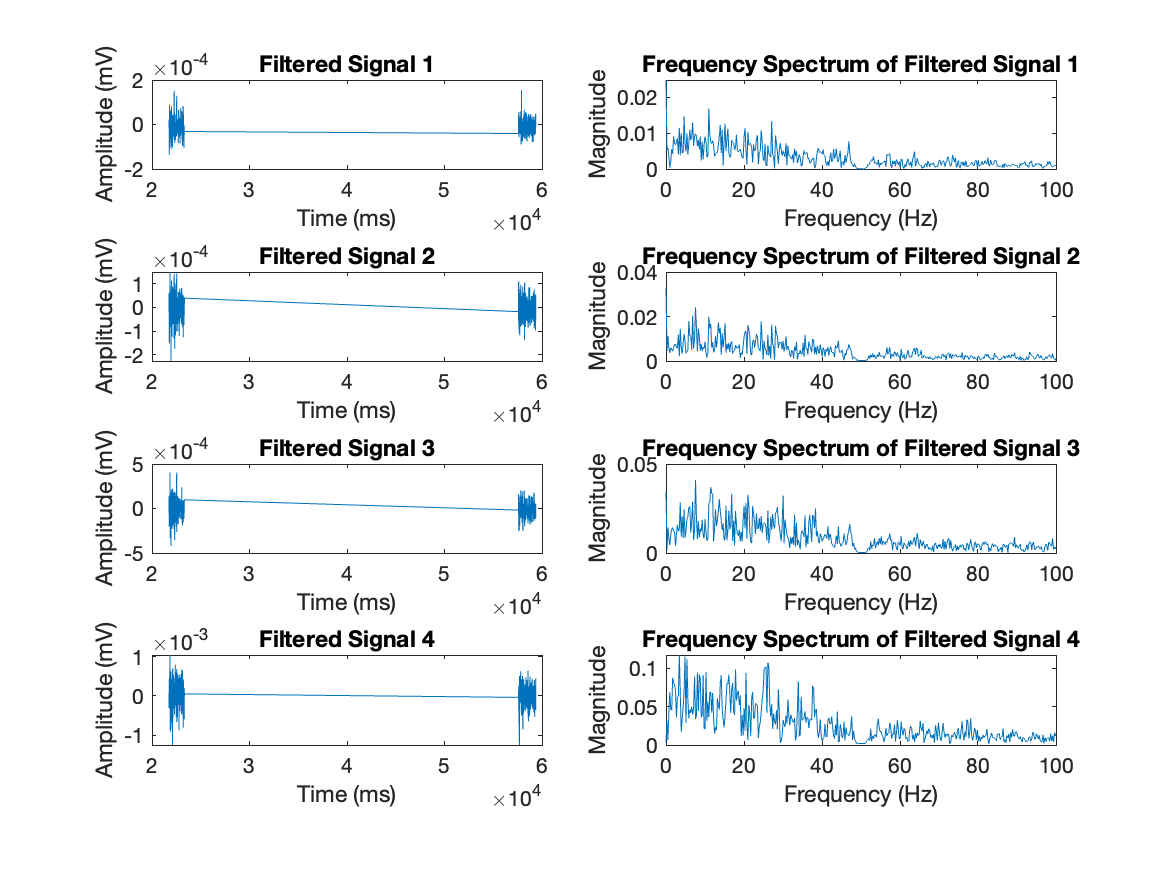 Filtered Signal 1
×10-4
Amplitude (mV)
2
0
-2
2 3 4 5 6
Time (ms)
×104
Frequency Spectrum of Filtered Signal 1
Magnitude
0.02
0.01
0
0 20 40 60 80 100
Frequency (Hz)
Filtered Signal 2
×10-4
Amplitude (mV)
1
0
-1
-2
2 3 4 5 6
Time (ms)
×104
Frequency Spectrum of Filtered Signal 2
Magnitude
0.04
0.02
0
0 20 40 60 80 100
Frequency (Hz)
Filtered Signal 3
×10-4
Amplitude (mV)
5
0
-5
2 3 4 5 6
Time (ms)
×104
Frequency Spectrum of Filtered Signal 3
Magnitude
0.05
0
0 20 40 60 80 100
Frequency (Hz)
Filtered Signal 4
×10-3
Amplitude (mV)
1
0
-1
2 3 4 5 6
Time (ms)
×104
Frequency Spectrum of Filtered Signal 4
Magnitude
0.1
0.05
0
0 20 40 60 80 100
Frequency (Hz)